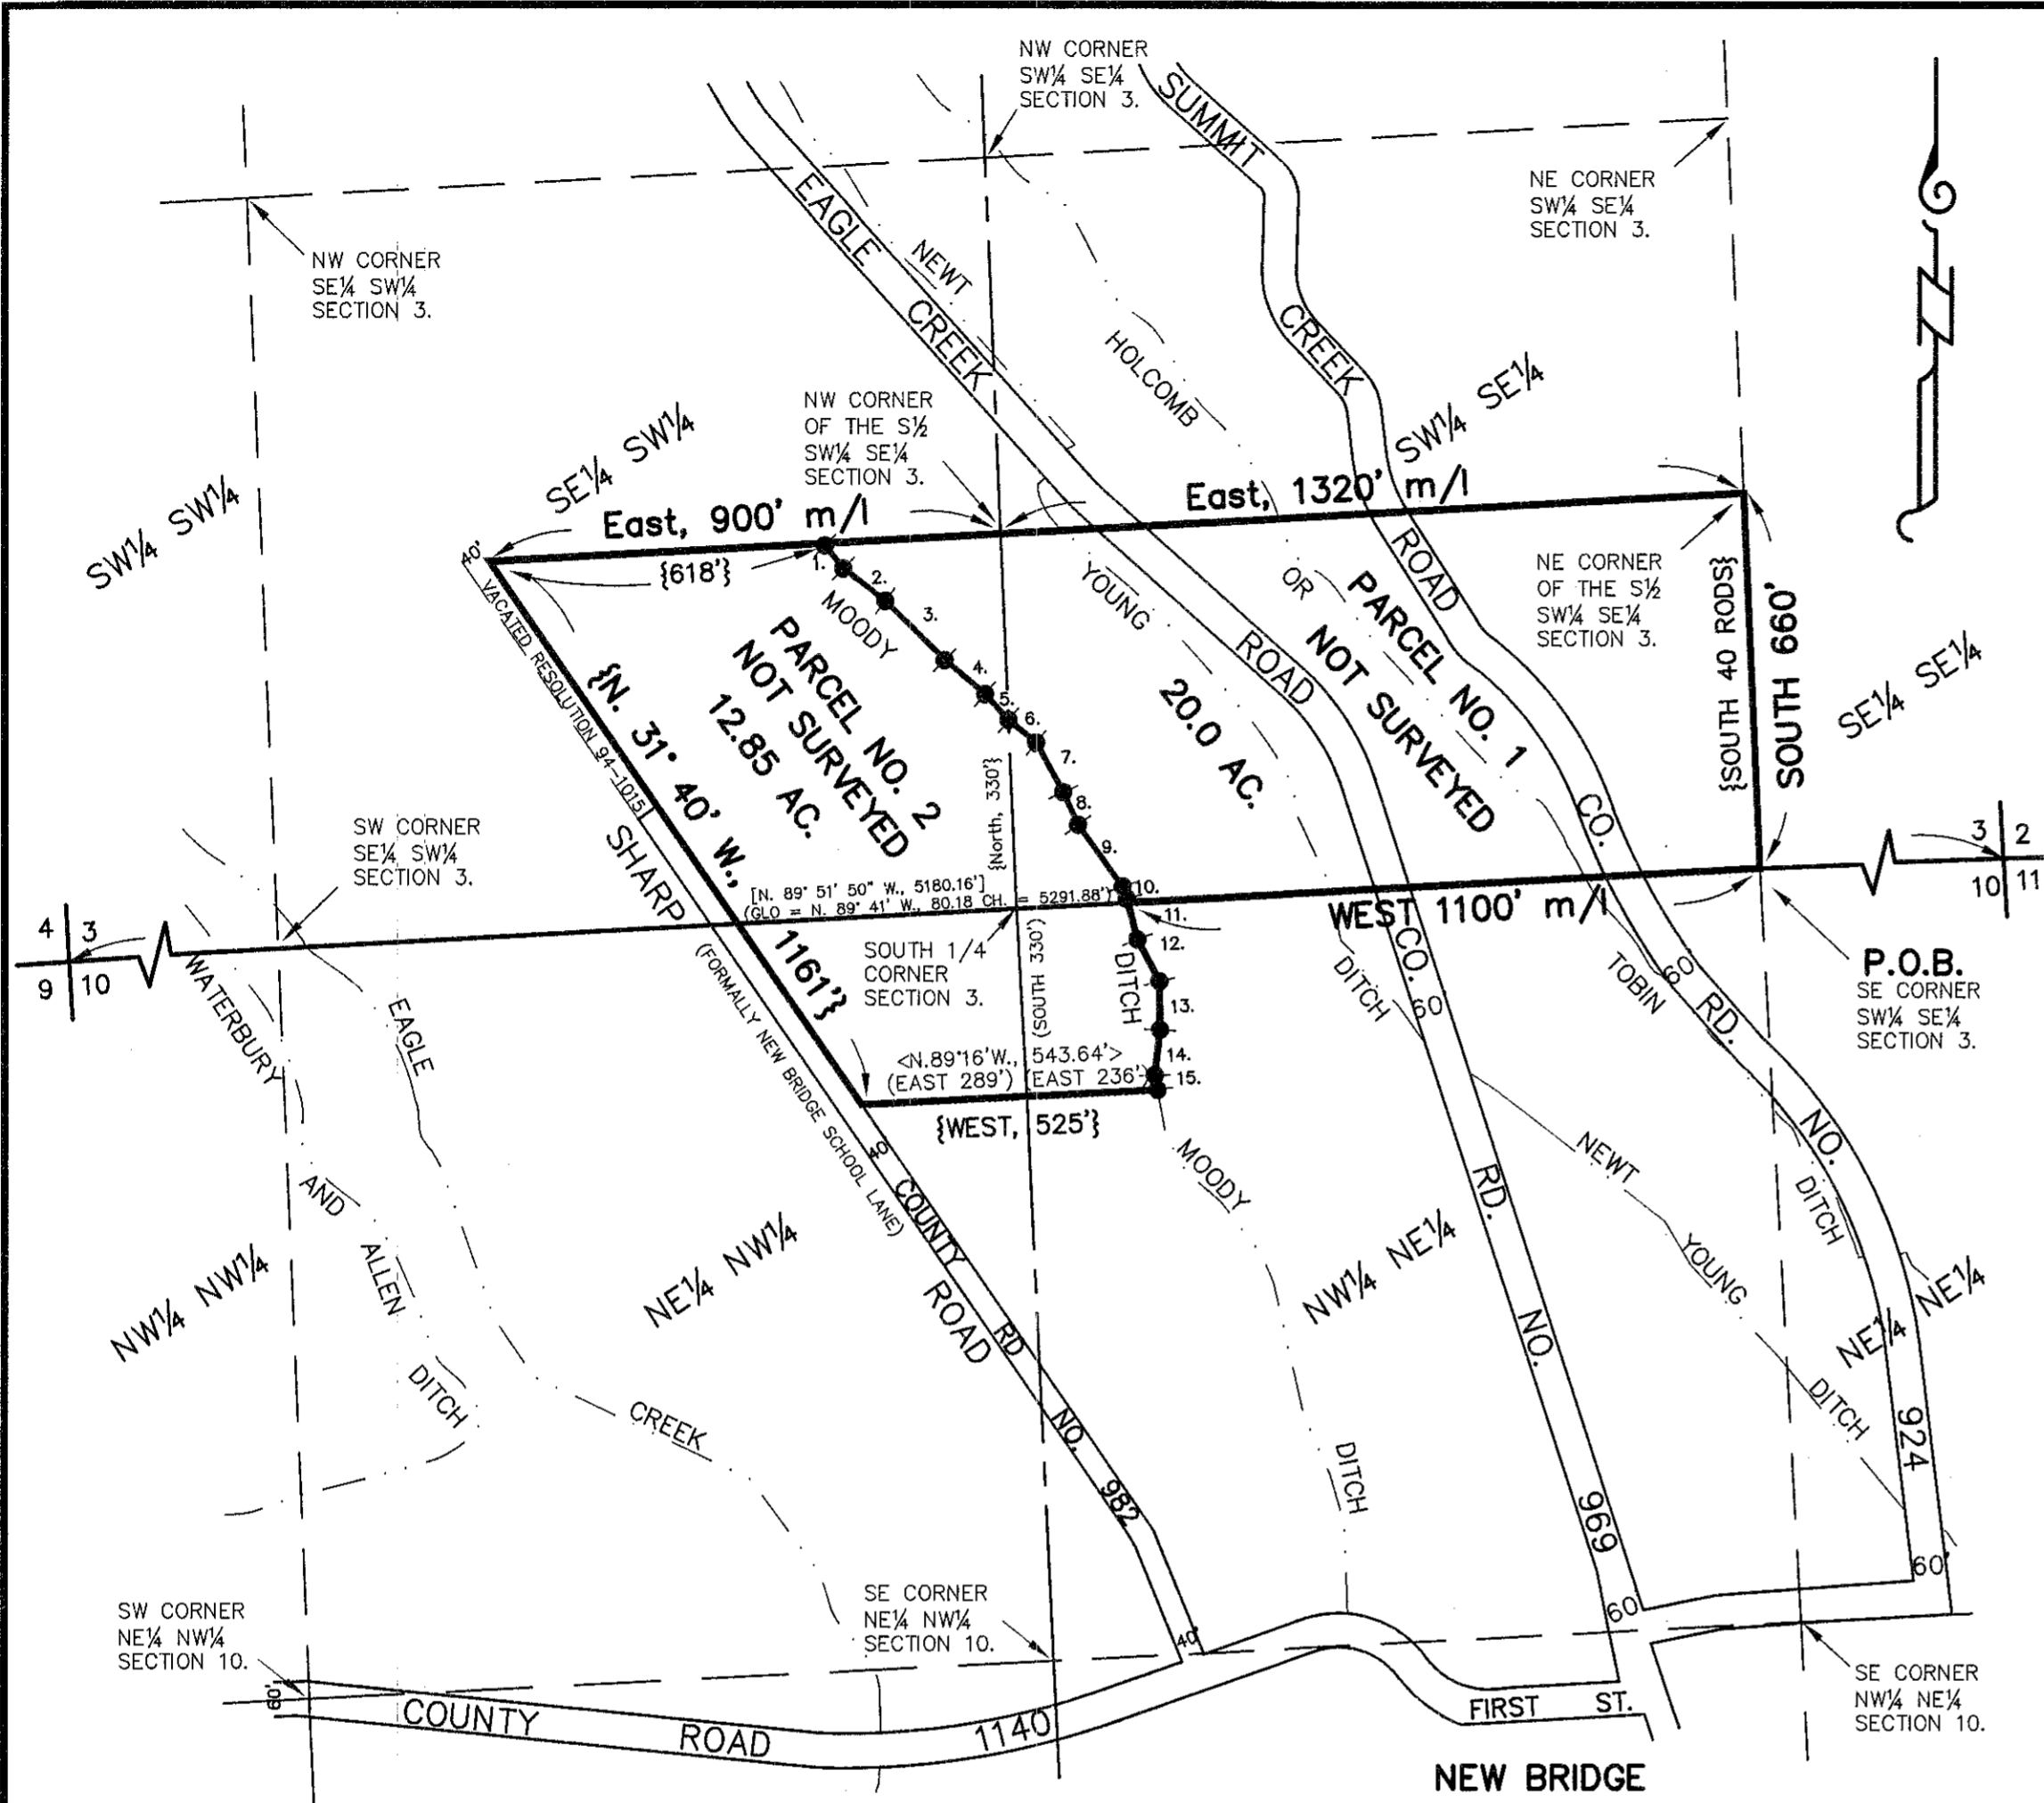 NW CORNER
SW¼ SE¼
SECTION 3.
SUMMIT
CREEK
ROAD
CO.
RD.
NO.
924
60
60'
NE CORNER
SW¼ SE¼
SECTION 3.
NW CORNER
SE¼ SW¼
SECTION 3.
EAGLE
CREEK
ROAD
CO.
60
RD.
NO.
969
60
NEWT
YOUNG
DITCH
HOLCOMB
OR
TOBIN
DITCH
NW CORNER
OF THE S½
SW¼ SE¼
SECTION 3.
SW¼ SW¼
SE¼ SW¼
SW¼ SE¼
SE¼ SE¼
East, 900' m/l
East, 1320' m/l
{618'}
40'
VACATED RESOLUTION 94-1015
1.
2.
3.
4.
5.
6.
7.
8.
9.
10.
11.
12.
13.
14.
15.
MOODY
DITCH
PARCEL NO. 2
NOT SURVEYED
12.85 AC.
{N. 31° 40' W., 1161'}
PARCEL NO. 1
NOT SURVEYED
20.0 AC.
NE CORNER
OF THE S½
SW¼ SE¼
SECTION 3.
{SOUTH 40 RODS}
SOUTH 660'
{North, 330'}
SW CORNER
SE¼ SW¼
SECTION 3.
[N. 89° 51' 50" W., 5180.16']
(GLO = N. 89° 41' W., 80.18 CH. = 5291.88')
WEST 1100' m/l
4 3
9 10
3 2
10 11
P.O.B.
SE CORNER
SW¼ SE¼
SECTION 3.
SOUTH 1/4
CORNER
SECTION 3.
(SOUTH 330')
<N.89°16'W., 543.64'>
(EAST 289') (EAST 236')
{WEST, 525'}
SHARP
ROAD
(FORMALLY NEW BRIDGE SCHOOL LANE)
40
COUNTY
RD
NO.
982
40'
WATERBURY
AND
ALLEN
DITCH
EAGLE
CREEK
MOODY
DITCH
NEWT
YOUNG
DITCH
NW¼ NW¼
NE¼ NW¼
NW¼ NE¼
NE¼ NE¼
SW CORNER
NE¼ NW¼
SECTION 10.
SE CORNER
NE¼ NW¼
SECTION 10.
SE CORNER
NW¼ NE¼
SECTION 10.
60'
COUNTY ROAD 1140
FIRST ST.
NEW BRIDGE